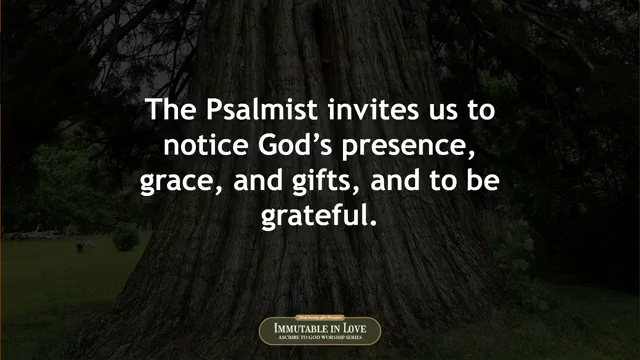 The Psalmist invites us to
notice God’s presence,
grace, and gifts, and to be
grateful.
IMMUTABLE IN LOVE
ASCRIBE TO GOD WORSHIP SERIES